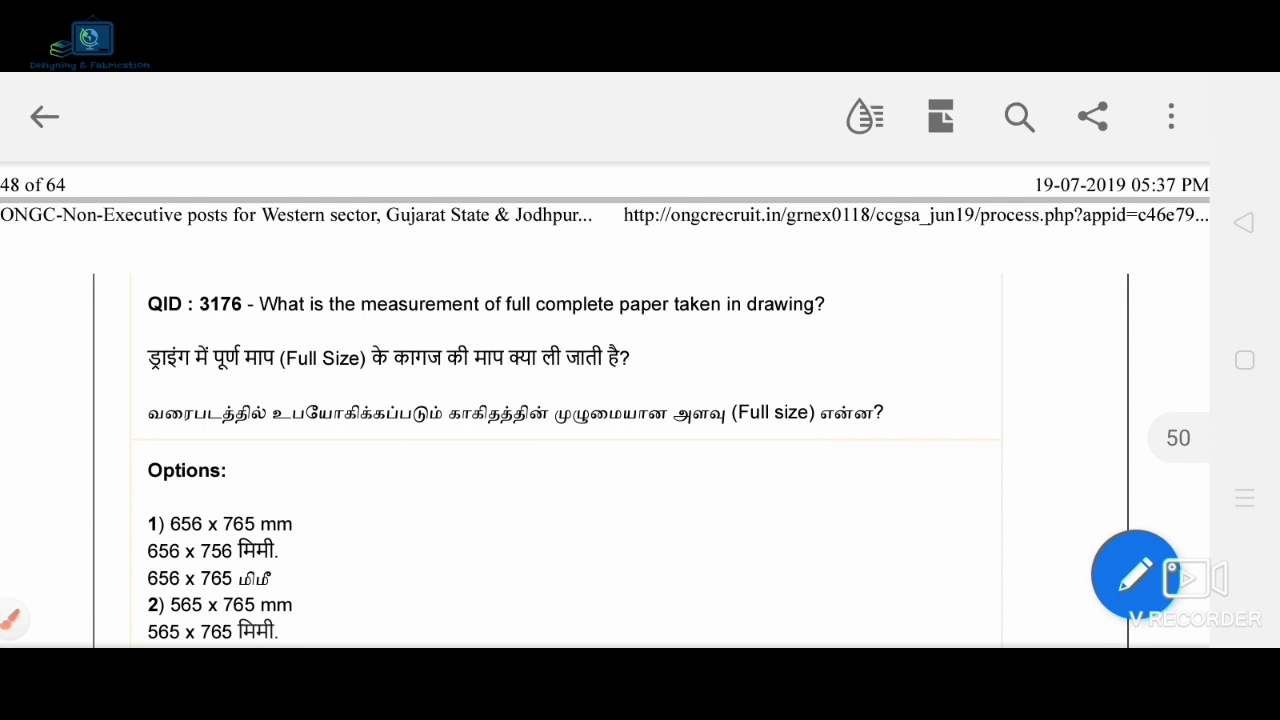 Designing & Fabrication
48 of 64
19-07-2019 05:37 PM
ONGC-Non-Executive posts for Western sector, Gujarat State & Jodhpur...
http://ongcrecruit.in/grnex0118/ccgsa_jun19/process.php?appid=c46e79...
QID : 3176 - What is the measurement of full complete paper taken in drawing?
ड्राइंग में पूर्ण माप (Full Size) के कागज की माप क्या ली जाती है?
வரைபடத்தில் உபயோகிக்கப்படும் காகிதத்தின் முழுமையான அளவு (Full size) என்ன?
Options:
50
1) 656 x 765 mm
656 x 756 मिमी.
656 x 765 மிமீ
2) 565 x 765 mm
565 x 765 मिमी.
V RECORDER